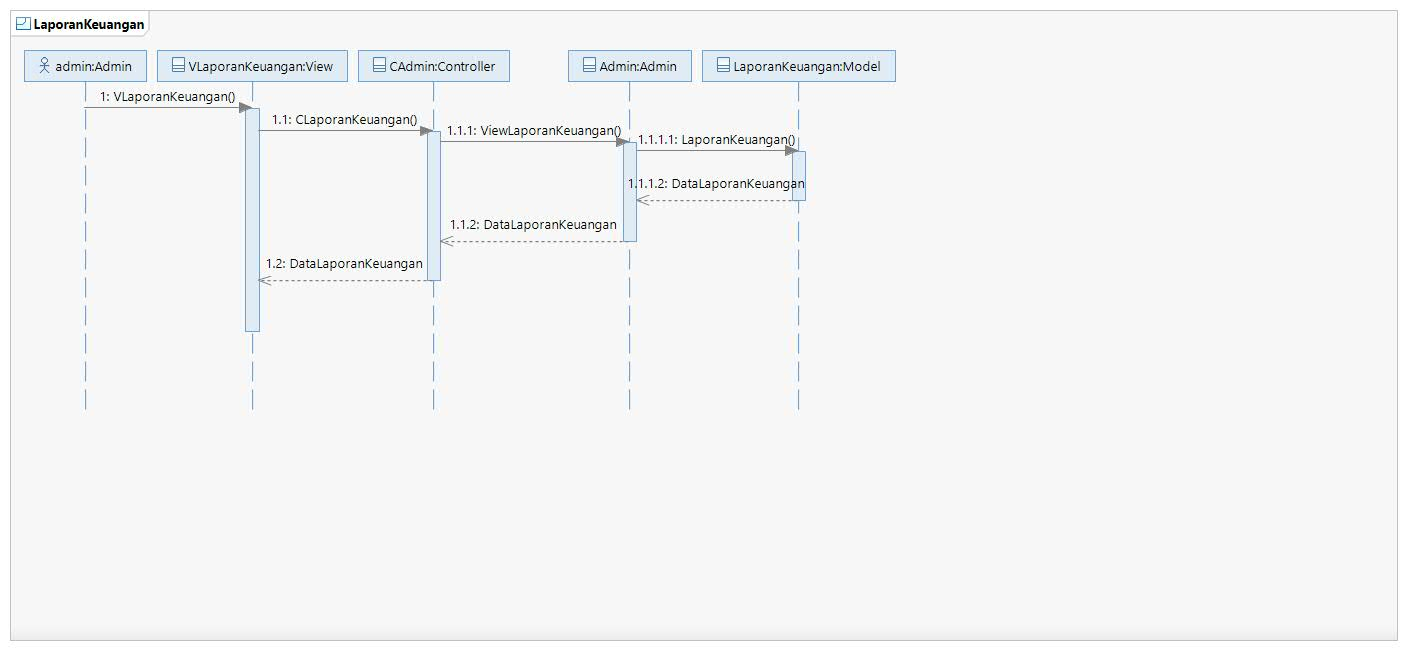 LaporanKeuangan
admin:Admin
VLaporanKeuangan:View
CAdmin:Controller
Admin:Admin
LaporanKeuangan:Model
1: VLaporanKeuangan()
1.1: CLaporanKeuangan()
1.1.1: ViewLaporanKeuangan()
1.1.1.1: LaporanKeuangan()
1.1.1.2: DataLaporanKeuangan
1.1.2: DataLaporanKeuangan
1.2: DataLaporanKeuangan